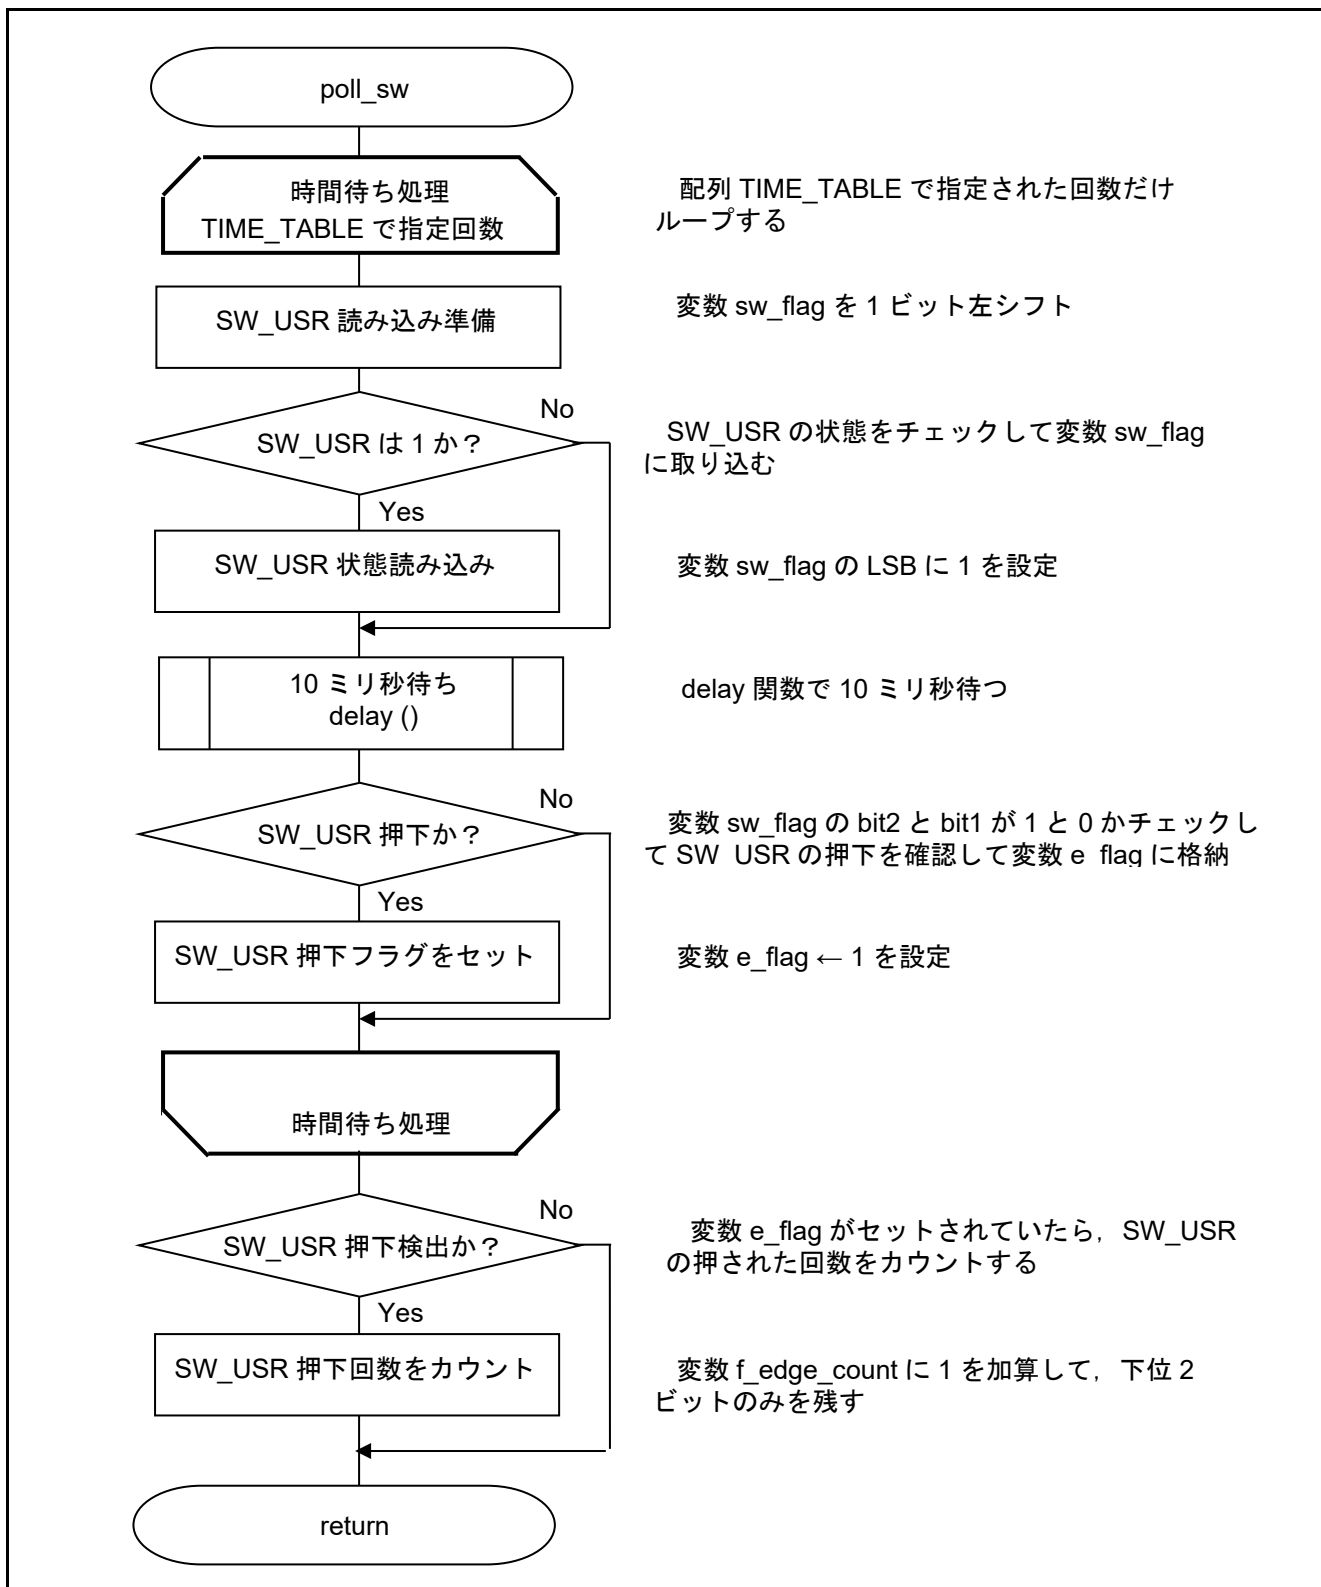 poll_sw
時間待ち処理
TIME_TABLE で指定回数
配列 TIME_TABLE で指定された回数だけ
ループする
SW_USR 読み込み準備
変数 sw_flag を 1 ビット左シフト
No
SW_USR は 1 か？
SW_USR の状態をチェックして変数 sw_flag
に取り込む
Yes
SW_USR 状態読み込み
変数 sw_flag の LSB に 1 を設定
10 ミリ秒待ち
delay ()
delay 関数で 10 ミリ秒待つ
No
SW_USR 押下か？
変数 sw_flag の bit2 と bit1 が 1 と 0 かチェックし
て SW_USR の押下を確認して変数 e_flag に格納
Yes
SW_USR 押下フラグをセット
変数 e_flag ← 1 を設定
時間待ち処理
No
SW_USR 押下検出か？
変数 e_flag がセットされていたら，SW_USR
の押された回数をカウントする
Yes
SW_USR 押下回数をカウント
変数 f_edge_count に 1 を加算して，下位 2
ビットのみを残す
return